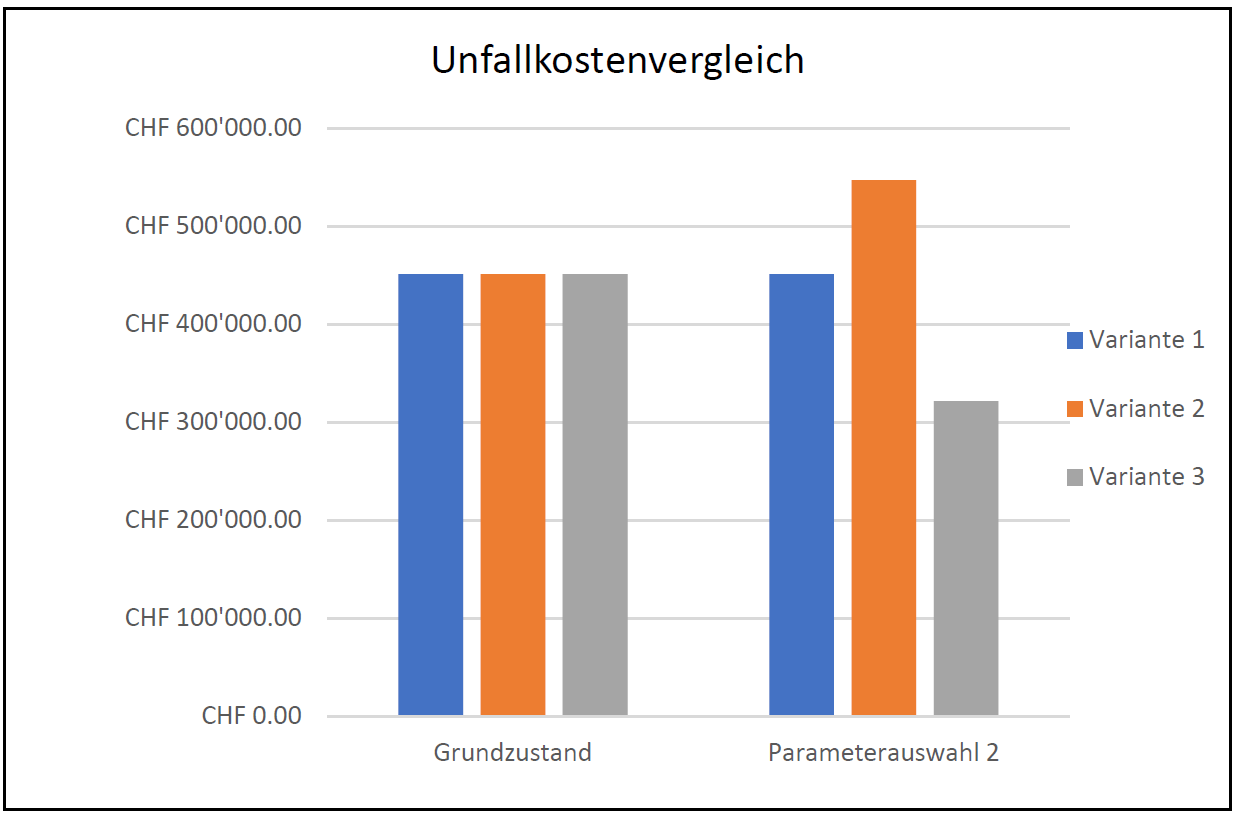 Unfallkostenvergleich
CHF 600'000.00
CHF 500'000.00
CHF 400'000.00
CHF 300'000.00
CHF 200'000.00
CHF 100'000.00
CHF 0.00
Grundzustand
Parameterauswahl 2
Variante 1
Variante 2
Variante 3